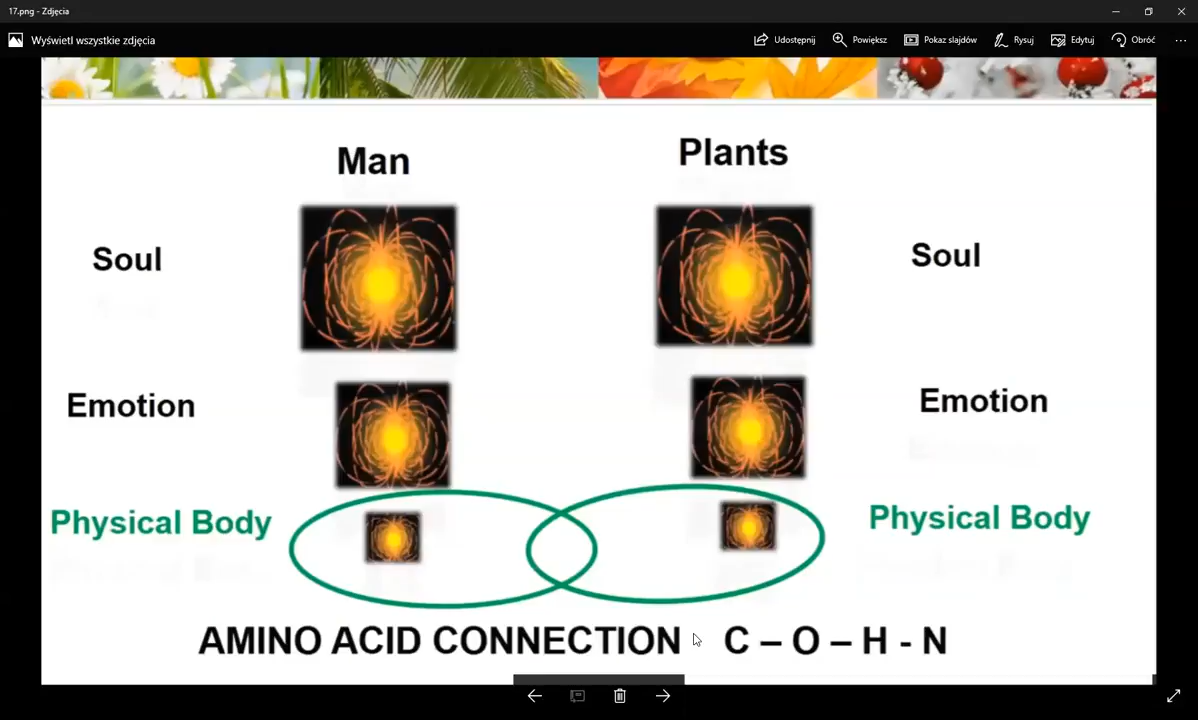 17.png - Zdjęcia
Wyświetl wszystkie zdjęcia
Udostępnij
Powiększ
Pokaz slajdów
Rysuj
Edytuj
Obróć
Man
Plants
Soul
Soul
Emotion
Emotion
Physical Body
Physical Body
AMINO ACID CONNECTION C – O – H - N